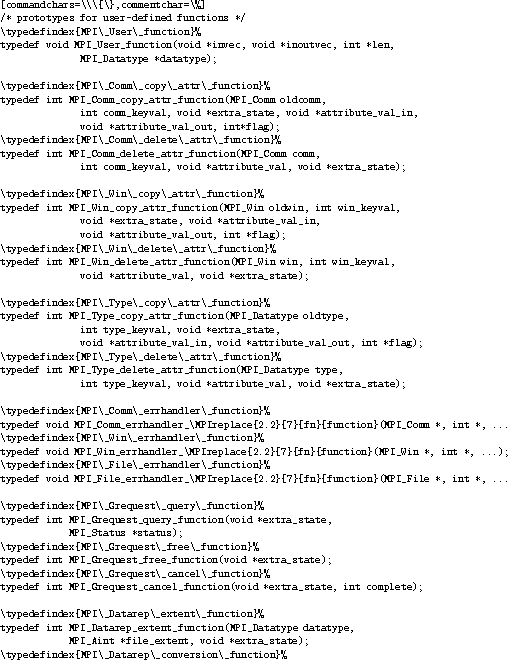 [commandchars=\\\{\},commentchar=\%]
/* prototypes for user-defined functions */
\typedefindex{MPI\_User\_function}%
typedef void MPI_User_function(void *invec, void *inoutvec, int *len,
MPI_Datatype *datatype);
\typedefindex{MPI\_Comm\_copy\_attr\_function}%
typedef int MPI_Comm_copy_attr_function(MPI_Comm oldcomm,
int comm_keyval, void *extra_state, void *attribute_val_in,
void *attribute_val_out, int*flag);
\typedefindex{MPI\_Comm\_delete\_attr\_function}%
typedef int MPI_Comm_delete_attr_function(MPI_Comm comm,
int comm_keyval, void *attribute_val, void *extra_state);
\typedefindex{MPI\_Win\_copy\_attr\_function}%
typedef int MPI_Win_copy_attr_function(MPI_Win oldwin, int win_keyval,
void *extra_state, void *attribute_val_in,
void *attribute_val_out, int *flag);
\typedefindex{MPI\_Win\_delete\_attr\_function}%
typedef int MPI_Win_delete_attr_function(MPI_Win win, int win_keyval,
void *attribute_val, void *extra_state);
\typedefindex{MPI\_Type\_copy\_attr\_function}%
typedef int MPI_Type_copy_attr_function(MPI_Datatype oldtype,
int type_keyval, void *extra_state,
void *attribute_val_in, void *attribute_val_out, int *flag);
\typedefindex{MPI\_Type\_delete\_attr\_function}%
typedef int MPI_Type_delete_attr_function(MPI_Datatype type,
int type_keyval, void *attribute_val, void *extra_state);
\typedefindex{MPI\_Comm\_errhandler\_function}%
typedef void MPI_Comm_errhandler_\MPIreplace{2.2}{7}{fn}{function}(MPI_Comm *, int *, ...
\typedefindex{MPI\_Win\_errhandler\_function}%
typedef void MPI_Win_errhandler_\MPIreplace{2.2}{7}{fn}{function}(MPI_Win *, int *, ...);
\typedefindex{MPI\_File\_errhandler\_function}%
typedef void MPI_File_errhandler_\MPIreplace{2.2}{7}{fn}{function}(MPI_File *, int *, ...
\typedefindex{MPI\_Grequest\_query\_function}%
typedef int MPI_Grequest_query_function(void *extra_state,
MPI_Status *status);
\typedefindex{MPI\_Grequest\_free\_function}%
typedef int MPI_Grequest_free_function(void *extra_state);
\typedefindex{MPI\_Grequest\_cancel\_function}%
typedef int MPI_Grequest_cancel_function(void *extra_state, int complete);
\typedefindex{MPI\_Datarep\_extent\_function}%
typedef int MPI_Datarep_extent_function(MPI_Datatype datatype,
MPI_Aint *file_extent, void *extra_state);
\typedefindex{MPI\_Datarep\_conversion\_function}%